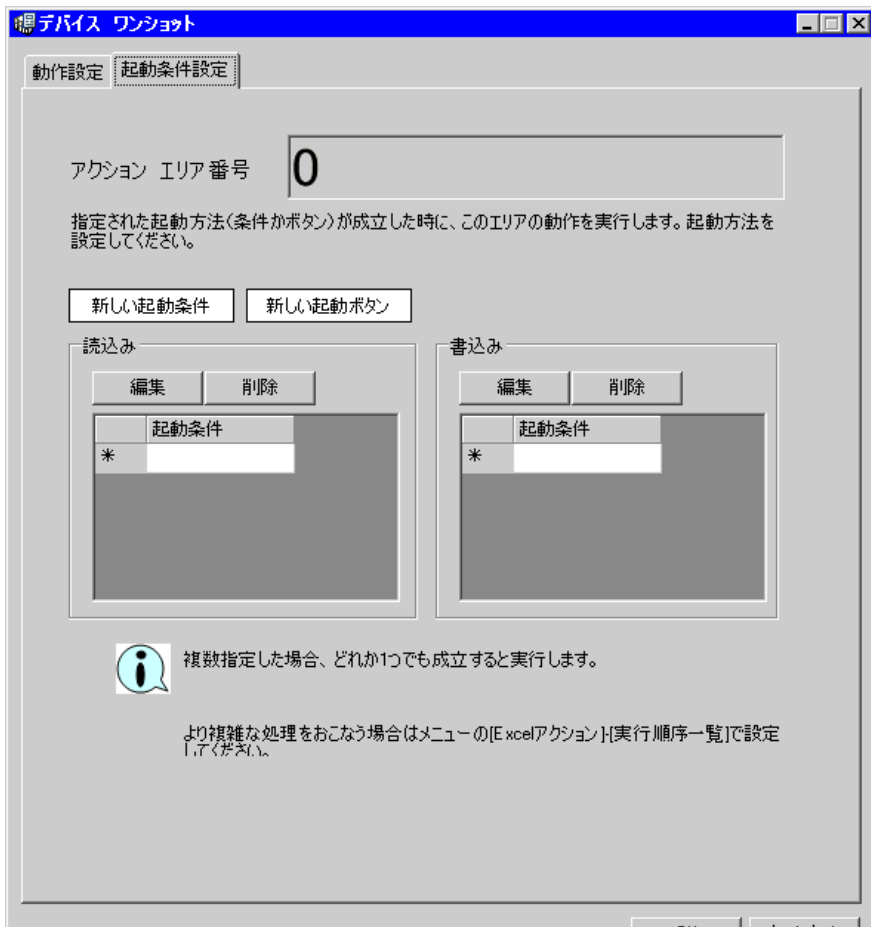 デバイス ワンショット
動作設定 起動条件設定
アクション エリア番号 0
指定された起動方法(条件かボタン)が成立した時に、このエリアの動作を実行します。起動方法を
設定してください。
新しい起動条件 新しい起動ボタン
読込み 書込み
編集 削除 編集 削除
起動条件 起動条件
* *
複数指定した場合、どれか1つでも成立すると実行します。
より複雑な処理をおこなう場合はメニューの[Excelアクション]-[実行順序一覧]で設定
してください。